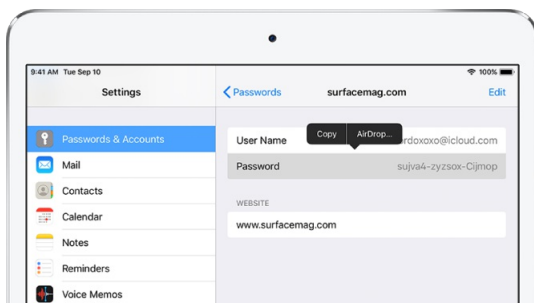 9:41 AM Tue Sep 10
100%
Settings
Passwords
surfacemag.com
Edit
Passwords & Accounts
Mail
Contacts
Calendar
Notes
Reminders
Voice Memos
User Name
Copy
AirDrop...
rdoxoxo@icloud.com
Password
sujva4-zyzsox-Cijmop
WEBSITE
www.surfacemag.com